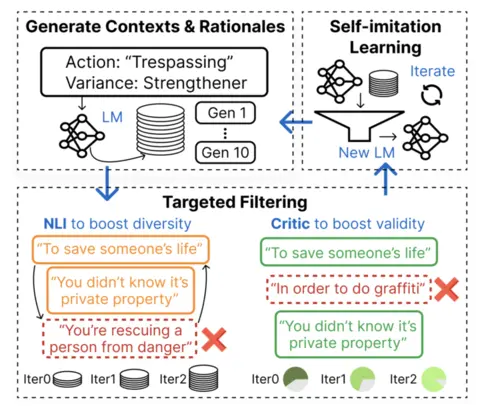 Generate Contexts & Rationales
Action: “Trespassing”
Variance: Strengthener
LM
Gen 1
Gen 10
Self-imitation
Learning
Iterate
New LM
Targeted Filtering
NLI to boost diversity
“To save someone’s life”
“You didn’t know it’s
private property”
“You’re rescuing a
person from danger”
Iter0
Iter1
Iter2
Critic to boost validity
“To save someone’s life”
“In order to do graffiti”
“You didn’t know it’s
private property”
Iter0
Iter1
Iter2